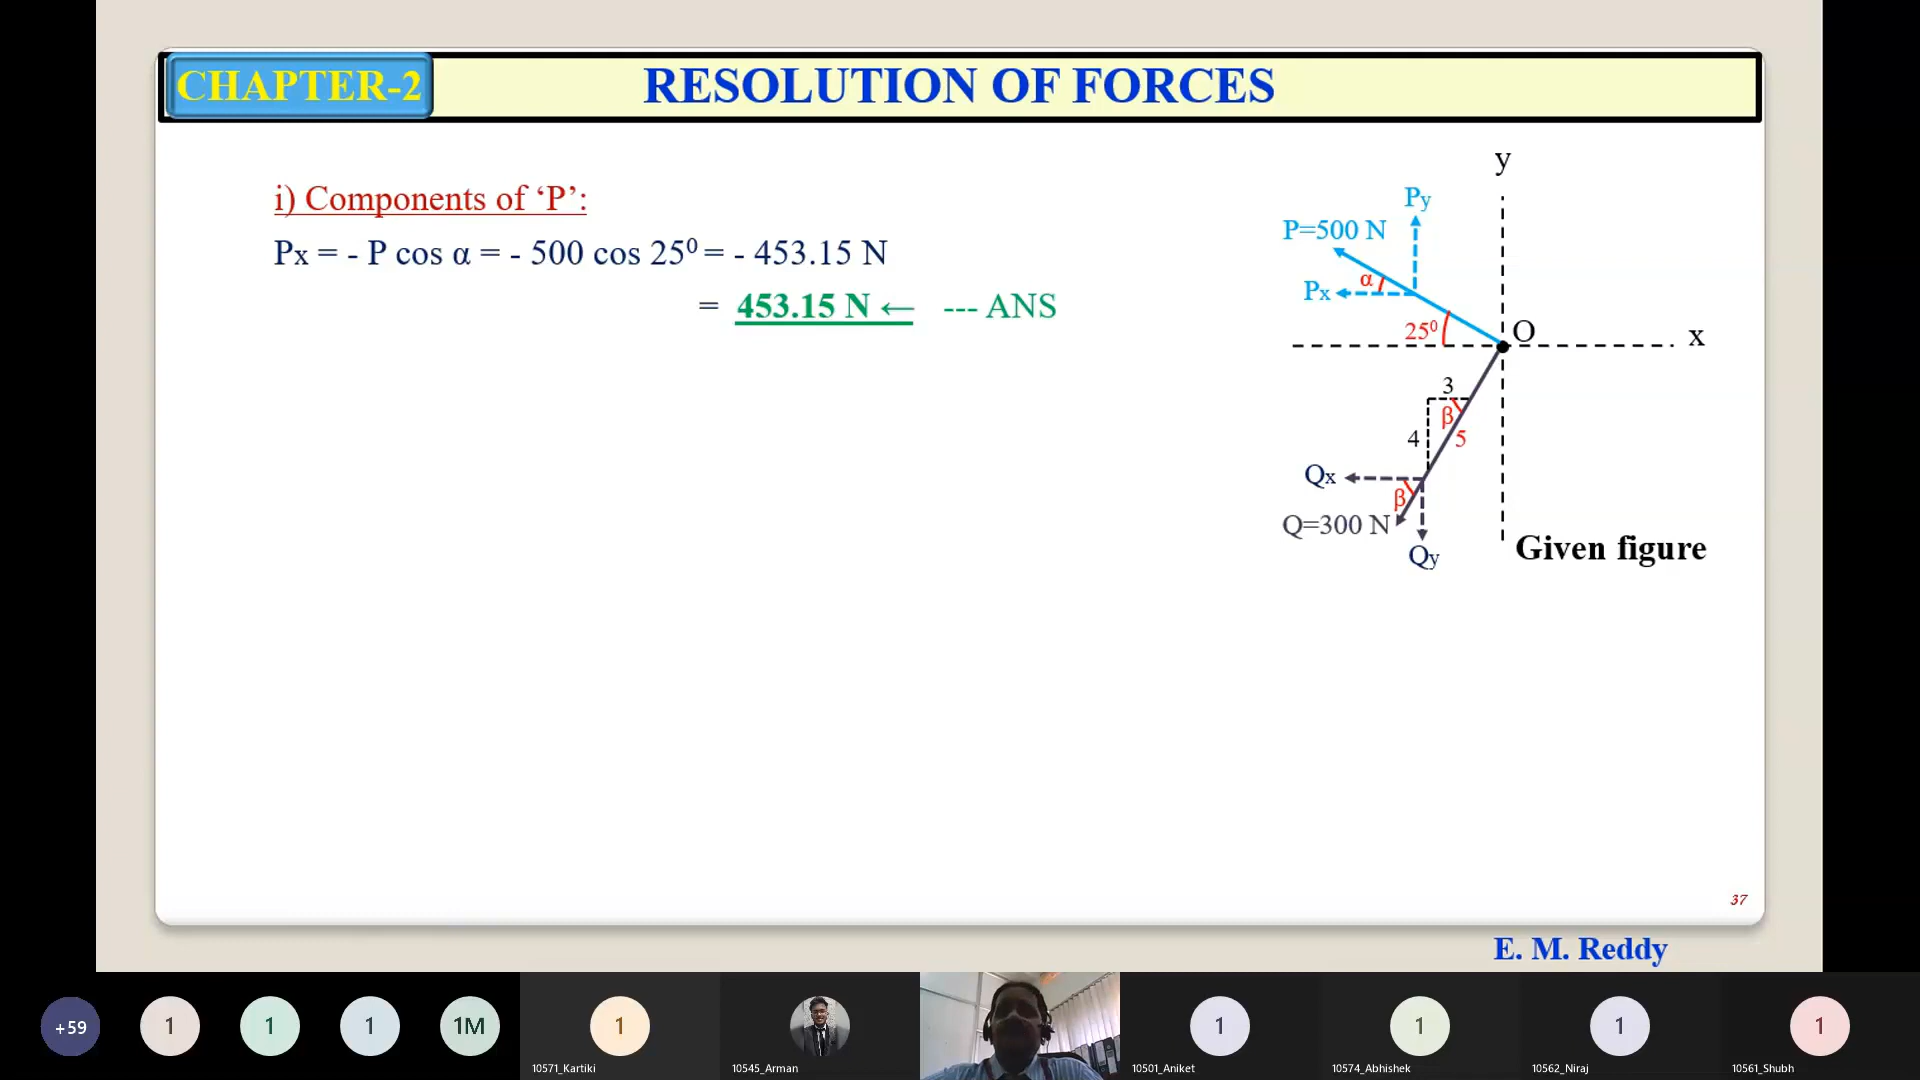 CHAPTER-2
RESOLUTION OF FORCES
i) Components of ‘P’:
Px = - P cos α = - 500 cos 25⁰ = - 453.15 N
= 453.15 N ← --- ANS
y
Py
P=500 N
α
Px
25⁰
O
x
3
β
4
5
Qx
β
Q=300 N
Qy
Given figure
37
E. M. Reddy
+59
1
1
1
1M
1
1
1
1
1
10571_Kartiki
10545_Arman
10501_Aniket
10574_Abhishek
10562_Niraj
10561_Shubh